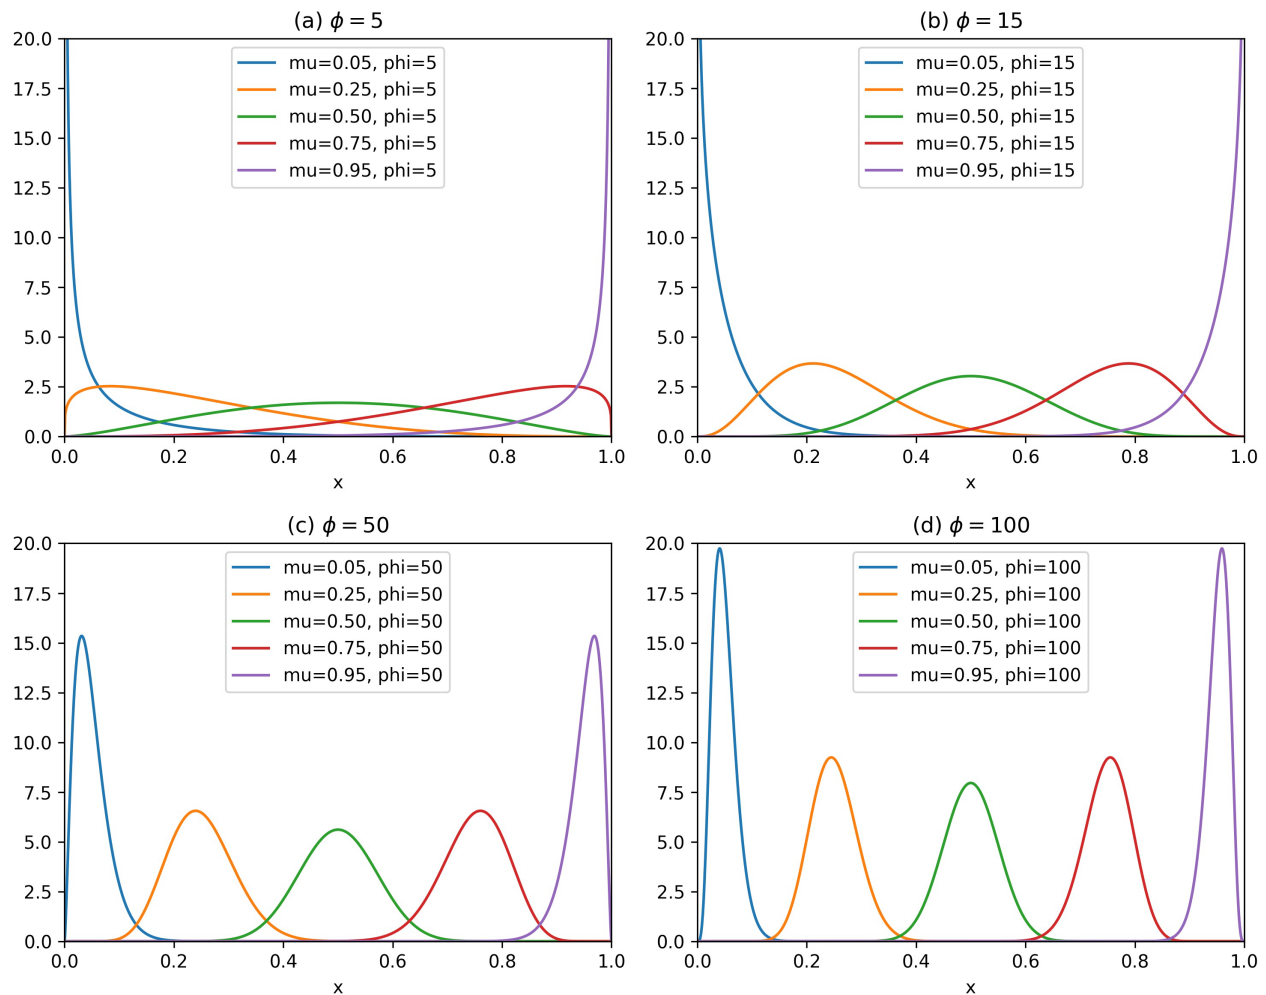 (a) ϕ = 5
20.0
17.5
15.0
12.5
10.0
7.5
5.0
2.5
0.0
mu=0.05, phi=5
mu=0.25, phi=5
mu=0.50, phi=5
mu=0.75, phi=5
mu=0.95, phi=5
0.0 0.2 0.4 0.6 0.8 1.0
x
(b) ϕ = 15
20.0
17.5
15.0
12.5
10.0
7.5
5.0
2.5
0.0
mu=0.05, phi=15
mu=0.25, phi=15
mu=0.50, phi=15
mu=0.75, phi=15
mu=0.95, phi=15
0.0 0.2 0.4 0.6 0.8 1.0
x
(c) ϕ = 50
20.0
17.5
15.0
12.5
10.0
7.5
5.0
2.5
0.0
mu=0.05, phi=50
mu=0.25, phi=50
mu=0.50, phi=50
mu=0.75, phi=50
mu=0.95, phi=50
0.0 0.2 0.4 0.6 0.8 1.0
x
(d) ϕ = 100
20.0
17.5
15.0
12.5
10.0
7.5
5.0
2.5
0.0
mu=0.05, phi=100
mu=0.25, phi=100
mu=0.50, phi=100
mu=0.75, phi=100
mu=0.95, phi=100
0.0 0.2 0.4 0.6 0.8 1.0
x